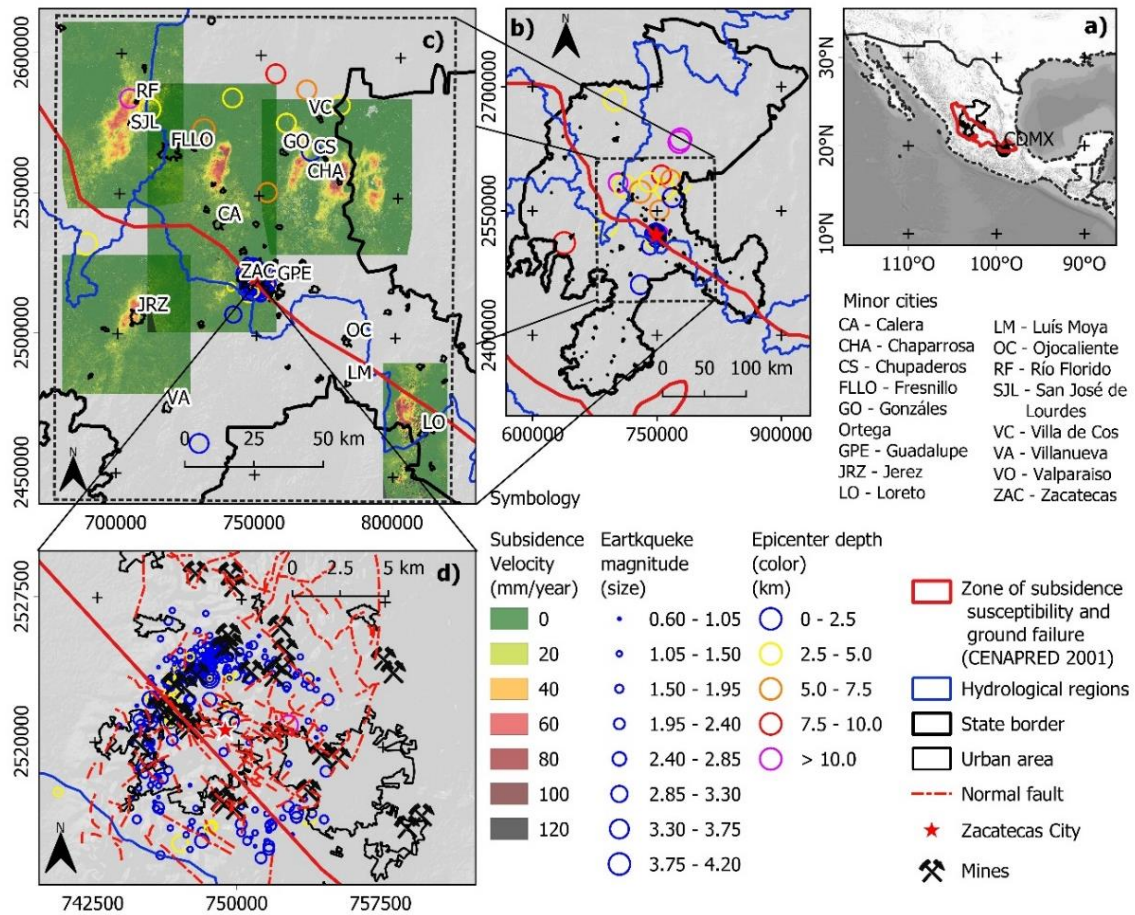 c)
2600000
2550000
2500000
2450000
700000
750000
800000
RF
SJL
FLLO
VC
GO
CS
CHA
CA
ZAC
GPE
JRZ
OC
LM
LO
VA
0 25 50 km
N
b)
N
2700000
2550000
2400000
0 50 100 km
600000
750000
900000
a)
30°N
20°N
10°N
CDMX
110°O
100°O
90°O
Minor cities
CA - Calera
CHA - Chaparrosa
CS - Chupaderos
FLLO - Fresnillo
GO - Gonzáles
Ortega
GPE - Guadalupe
JRZ - Jerez
LO - Loreto
LM - Luís Moya
OC - Ojocaliente
RF - Río Florido
SJL - San José de
Lourdes
VC - Villa de Cos
VA - Villanueva
VO - Valparaiso
ZAC - Zacatecas
d)
0 2.5 5 km
2527500
2520000
N
742500
750000
757500
Symbology
Subsidence
Velocity
(mm/year)
0
20
40
60
80
100
120
Eartkqueke
magnitude
(size)
0.60 - 1.05
1.05 - 1.50
1.50 - 1.95
1.95 - 2.40
2.40 - 2.85
2.85 - 3.30
3.30 - 3.75
3.75 - 4.20
Epicenter depth
(color)
(km)
0 - 2.5
2.5 - 5.0
5.0 - 7.5
7.5 - 10.0
> 10.0
Zone of subsidence
susceptibility and
ground failure
(CENAPRED 2001)
Hydrological regions
State border
Urban area
Normal fault
Zacatecas City
Mines